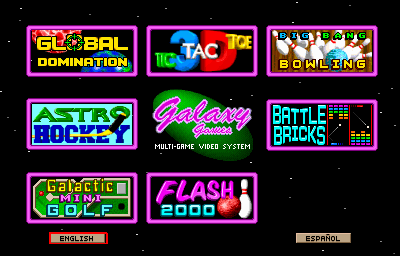 GLOBAL
DOMINATION
TIC
TAC
TOE
3D
BIG BANG
BOWLING
ASTRO
HOCKEY
Galaxy
Games
MULTI-GAME VIDEO SYSTEM
BATTLE
BRICKS
Galactic
MINI
GOLF
FLASH
2000
ENGLISH
ESPAÑOL